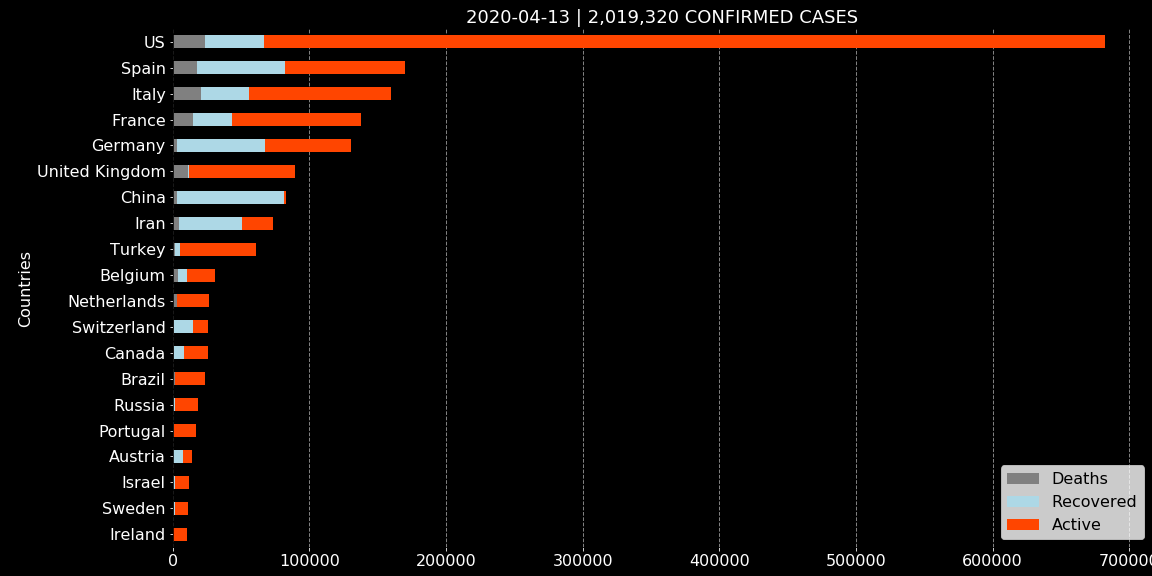 2020-04-13 | 2,019,320 CONFIRMED CASES
Countries
US
Spain
Italy
France
Germany
United Kingdom
China
Iran
Turkey
Belgium
Netherlands
Switzerland
Canada
Brazil
Russia
Portugal
Austria
Israel
Sweden
Ireland
Deaths
Recovered
Active
0 100000 200000 300000 400000 500000 600000 70000